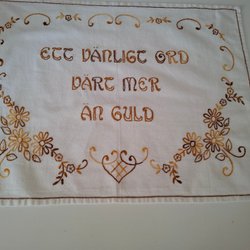 ETT VÄNLIGT ORD
VÄRT MER
ÄN GULD